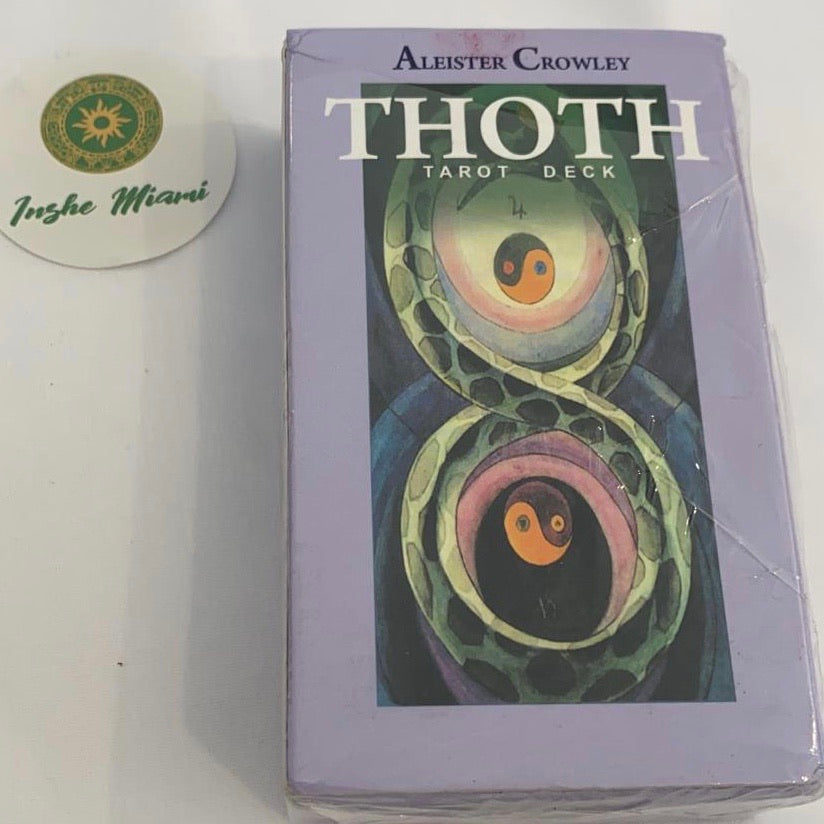 Aleister Crowley
THOTH
TAROT DECK
♃
Inshe Miami